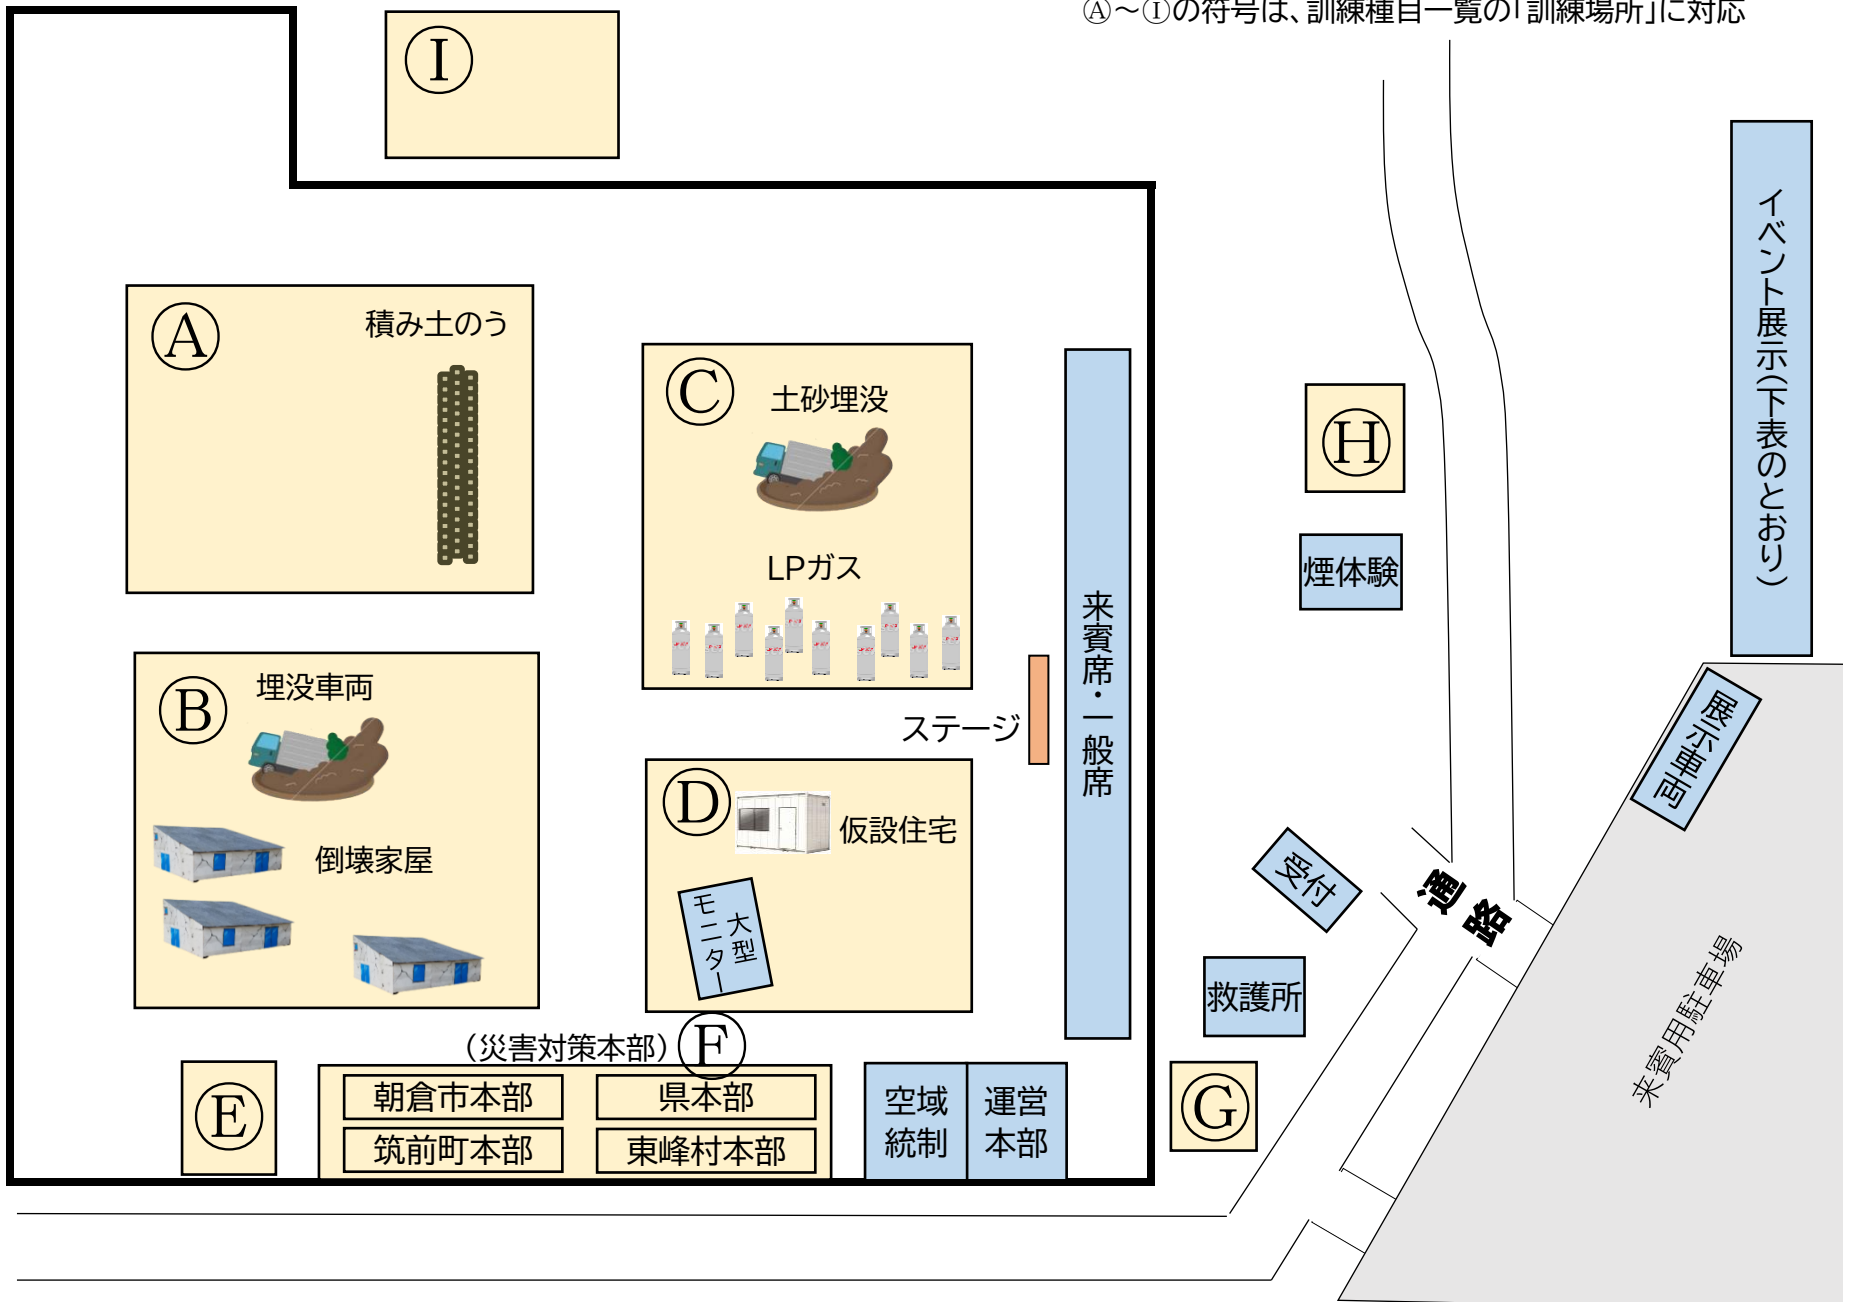 Ⓐ～Ⓘの符号は、訓練種目一覧の「訓練場所」に対応
Ⓘ
Ⓐ
積み土のう
Ⓒ
土砂埋没
LPガス
Ⓑ
埋没車両
倒壊家屋
ステージ
Ⓓ
仮設住宅
大型
モニター
来賓席・一般席
Ⓗ
煙体験
イベント展示(下表のとおり)
展示車両
受付
通路
救護所
来賓用駐車場
(災害対策本部)
Ⓕ
Ⓔ
朝倉市本部
県本部
筑前町本部
東峰村本部
空域
統制
運営
本部
Ⓖ